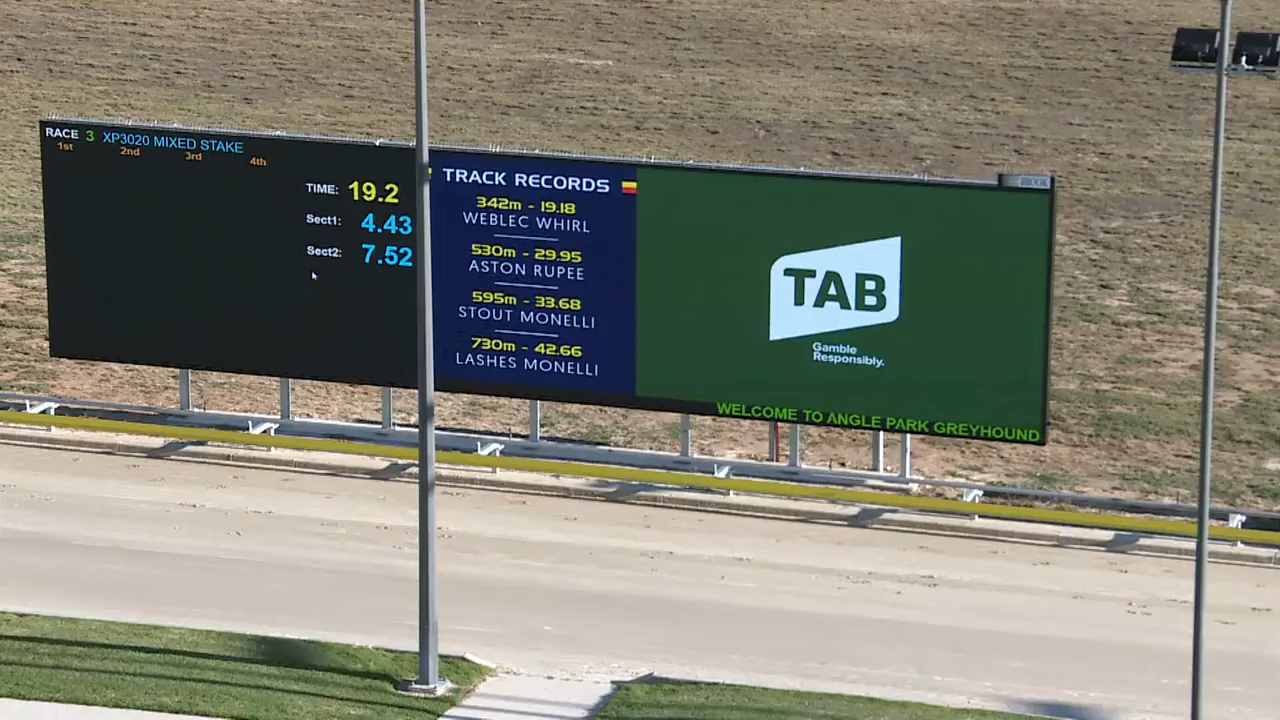 RACE 3 XP3020 MIXED STAKE
1st 2nd 3rd 4th
TIME: 19.2
Sect1: 4.43
Sect2: 7.52
TRACK RECORDS
342m - 19.18
WEBLEC WHIRL
530m - 29.95
ASTON RUPEE
595m - 33.68
STOUT MONELLI
730m - 42.66
LASHES MONELLI
TAB
Gamble
Responsibly.
WELCOME TO ANGLE PARK GREYHOUND